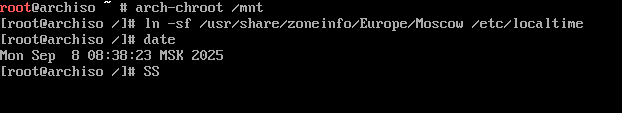 root@archiso ~ # arch-chroot /mnt
[root@archiso /]# ln -sf /usr/share/zoneinfo/Europe/Moscow /etc/localtime
[root@archiso /]# date
Mon Sep  8 08:38:23 MSK 2025
[root@archiso /]# SS